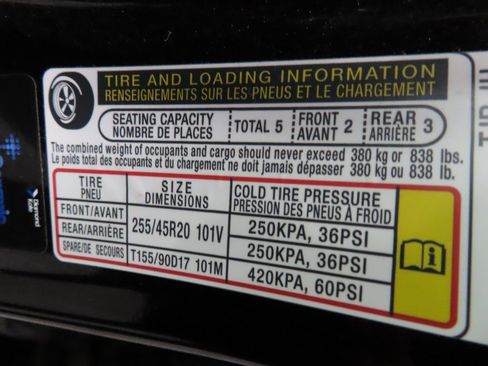 TIRE AND LOADING INFORMATION
RENSEIGNEMENTS SUR LES PNEUS ET LE CHARGEMENT
SEATING CAPACITY
NOMBRE DE PLACES
TOTAL 5
FRONT
AVANT 2
REAR
ARRIÈRE 3
The combined weight of occupants and cargo should never exceed 380 kg or 838 lbs.
Le poids total des occupants et du chargement ne doit jamais dépasser 380 kg ou 838 lb.
TIRE
PNEU
SIZE
DIMENSIONS
COLD TIRE PRESSURE
PRESSION DES PNEUS À FROID
FRONT/AVANT
250KPA, 36PSI
REAR/ARRIÈRE
255/45R20 101V
250KPA, 36PSI
SPARE/DE SECOURS
T155/90D17 101M
420KPA, 60PSI
Diamond
Kote